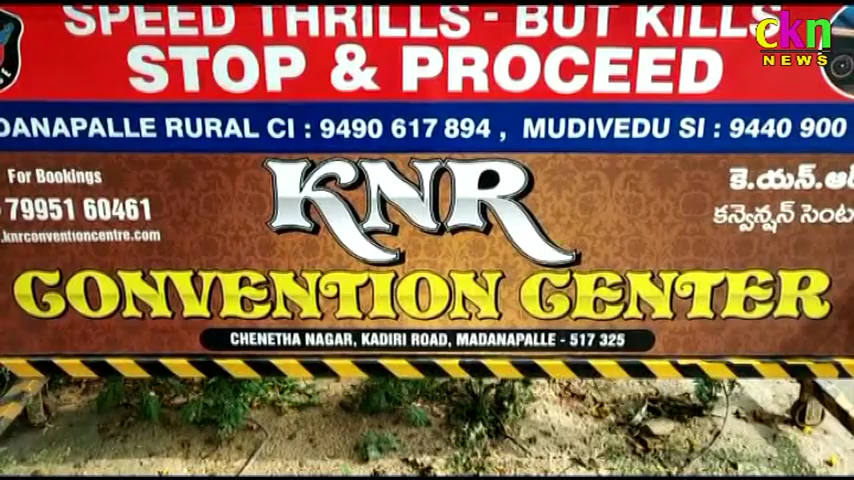 SPEED THRILLS - BUT KILLS
STOP & PROCEED
ckn
NEWS
DANAPALLE RURAL CI : 9490 617 894 , MUDIVEDU SI : 9440 900
For Bookings
79951 60461
.knrconventioncentre.com
KNR
కె.యన్.ఆర్
కన్వెన్షన్ సెంట
CONVENTION CENTER
CHENETHA NAGAR, KADIRI ROAD, MADANAPALLE - 517 325